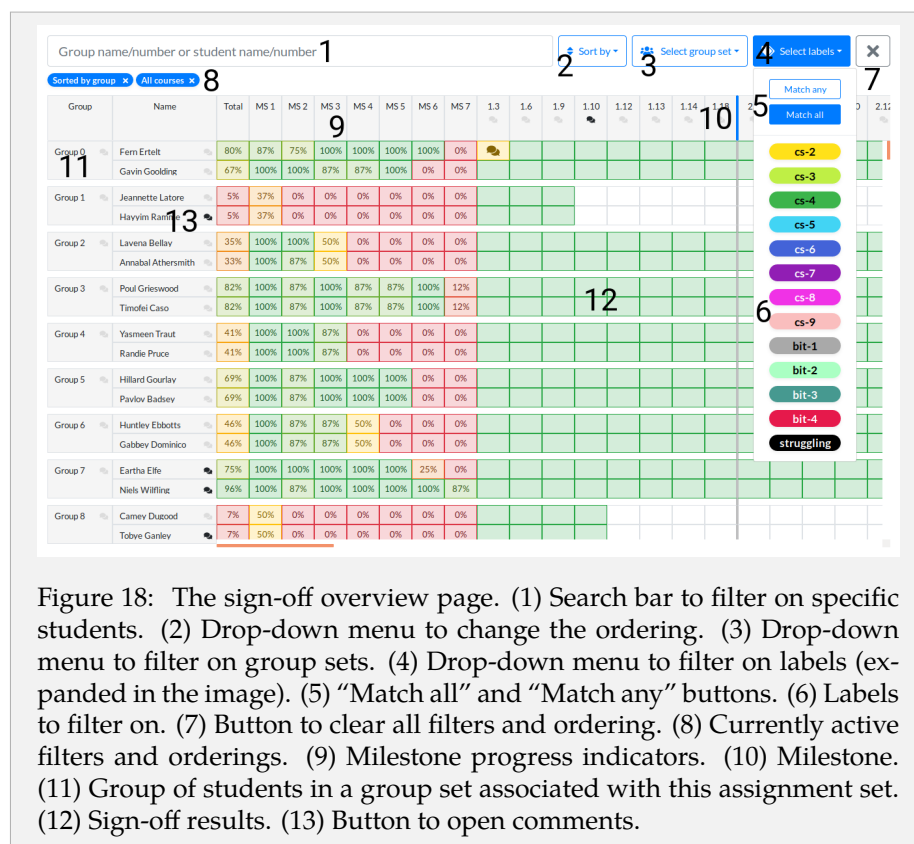 Group name/number or student name/number 1
Sort by
2
Select group set
3
4 Select labels
7
Sorted by group × All courses × 8
Match any
5 Match all
Group Name Total MS 1 MS 2 MS 3 MS 4 MS 5 MS 6 MS 7 1.3 1.6 1.9 1.10 1.12 1.13 1.14 1.18 2.12
9 10
Group 0 Fern Ertelt 80% 87% 75% 100% 100% 100% 100% 0%
11 Gavin Goolding 67% 100% 100% 87% 87% 100% 0% 0%
Group 1 Jeannette Latore 5% 37% 0% 0% 0% 0% 0% 0%
13 5% 37% 0% 0% 0% 0% 0% 0%
Group 2 Lavena Bellay 35% 100% 100% 50% 0% 0% 0% 0%
Annabal Athersmith 33% 100% 87% 50% 0% 0% 0% 0%
Group 3 Poul Grieswood 82% 100% 87% 100% 87% 87% 100% 12%
12
Timofei Caso 82% 100% 87% 100% 87% 87% 100% 12%
Group 4 Yasmeen Traut 41% 100% 100% 87% 0% 0% 0% 0%
Randie Pruce 41% 100% 100% 87% 0% 0% 0% 0%
Group 5 Hillard Gourlay 69% 100% 87% 100% 100% 100% 0% 0%
Pavlov Badsey 69% 100% 87% 100% 100% 100% 0% 0%
Group 6 Huntley Ebbotts 46% 100% 87% 87% 50% 0% 0% 0%
Gabbey Dominico 46% 100% 87% 87% 50% 0% 0% 0%
Group 7 Eartha Elfe 75% 100% 100% 100% 100% 100% 25% 0%
Niels Wilfling 96% 100% 87% 100% 100% 100% 100% 87%
Group 8 Camey Dugood 7% 50% 0% 0% 0% 0% 0% 0%
Tobye Ganley 7% 50% 0% 0% 0% 0% 0% 0%
cs-2
cs-3
cs-4
cs-5
cs-6
cs-7
cs-8
6
cs-9
bit-1
bit-2
bit-3
bit-4
struggling
Figure 18: The sign-off overview page. (1) Search bar to filter on specific
students. (2) Drop-down menu to change the ordering. (3) Drop-down
menu to filter on group sets. (4) Drop-down menu to filter on labels (ex-
panded in the image). (5) “Match all” and “Match any” buttons. (6) Labels
to filter on. (7) Button to clear all filters and ordering. (8) Currently active
filters and orderings. (9) Milestone progress indicators. (10) Milestone.
(11) Group of students in a group set associated with this assignment set.
(12) Sign-off results. (13) Button to open comments.